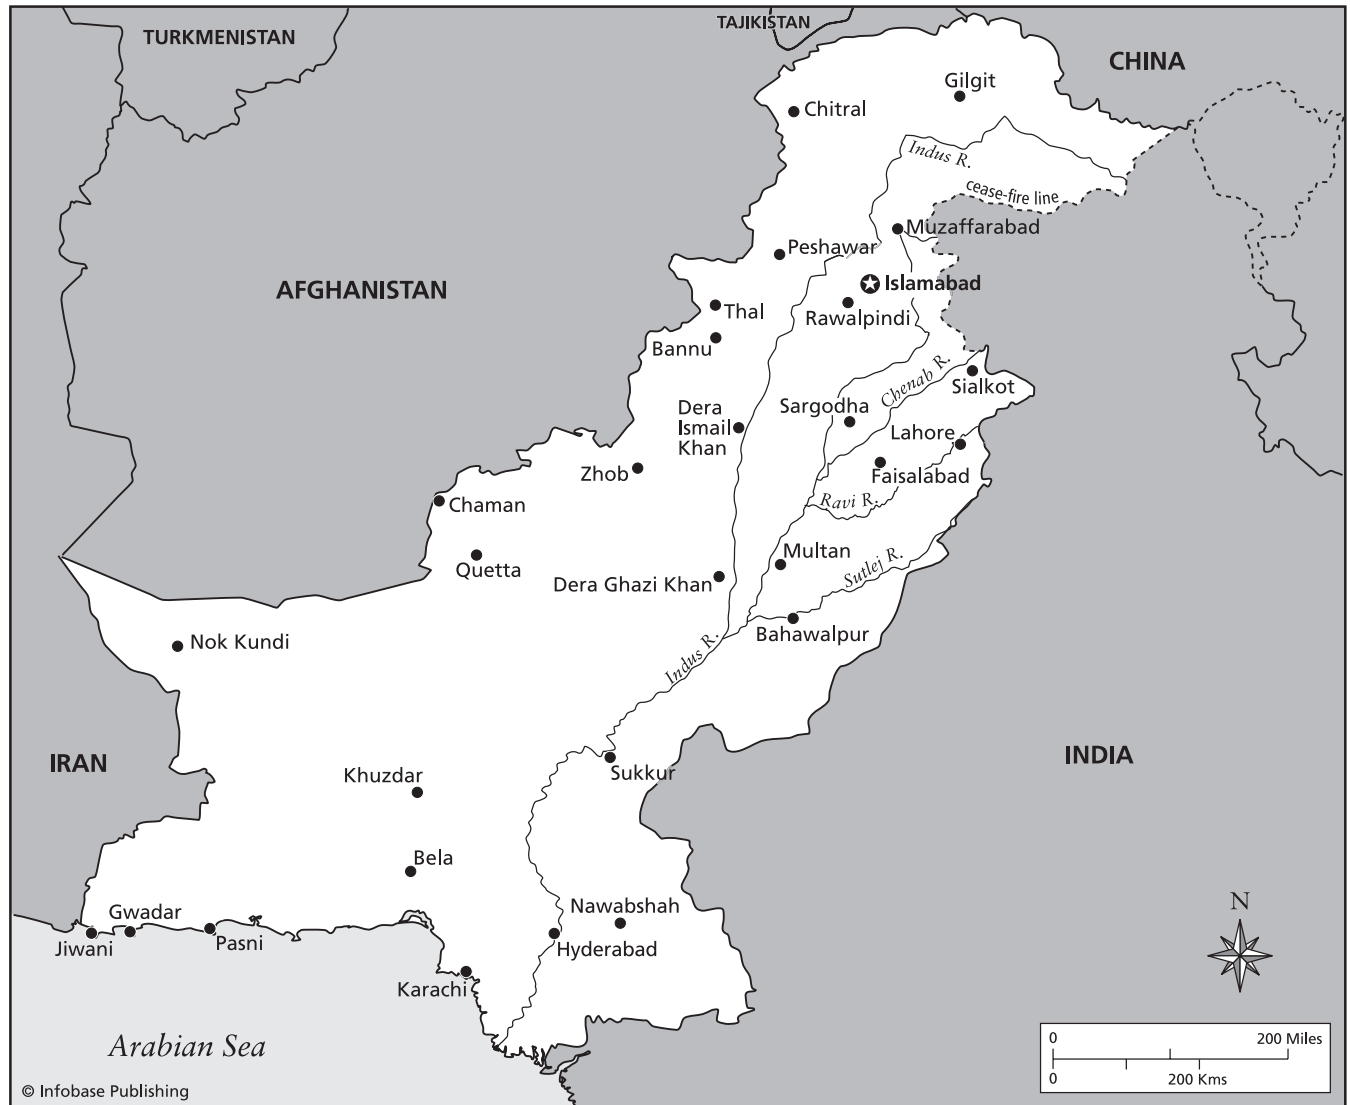 TURKMENISTAN
TAJIKISTAN
CHINA
Gilgit
Chitral
Indus R.
cease-fire line
Muzaffarabad
Peshawar
Islamabad
AFGHANISTAN
Thal
Rawalpindi
Bannu
Chenab R.
Sialkot
Dera
Ismail
Khan
Sargodha
Lahore
Zhob
Faisalabad
Chaman
Ravi R.
Multan
Quetta
Dera Ghazi Khan
Sutlej R.
Bahawalpur
Nok Kundi
Indus R.
IRAN
INDIA
Sukkur
Khuzdar
Bela
Gwadar
Nawabshah
N
Jiwani
Pasni
Hyderabad
Karachi
Arabian Sea
0 200 Miles
0 200 Kms
© Infobase Publishing